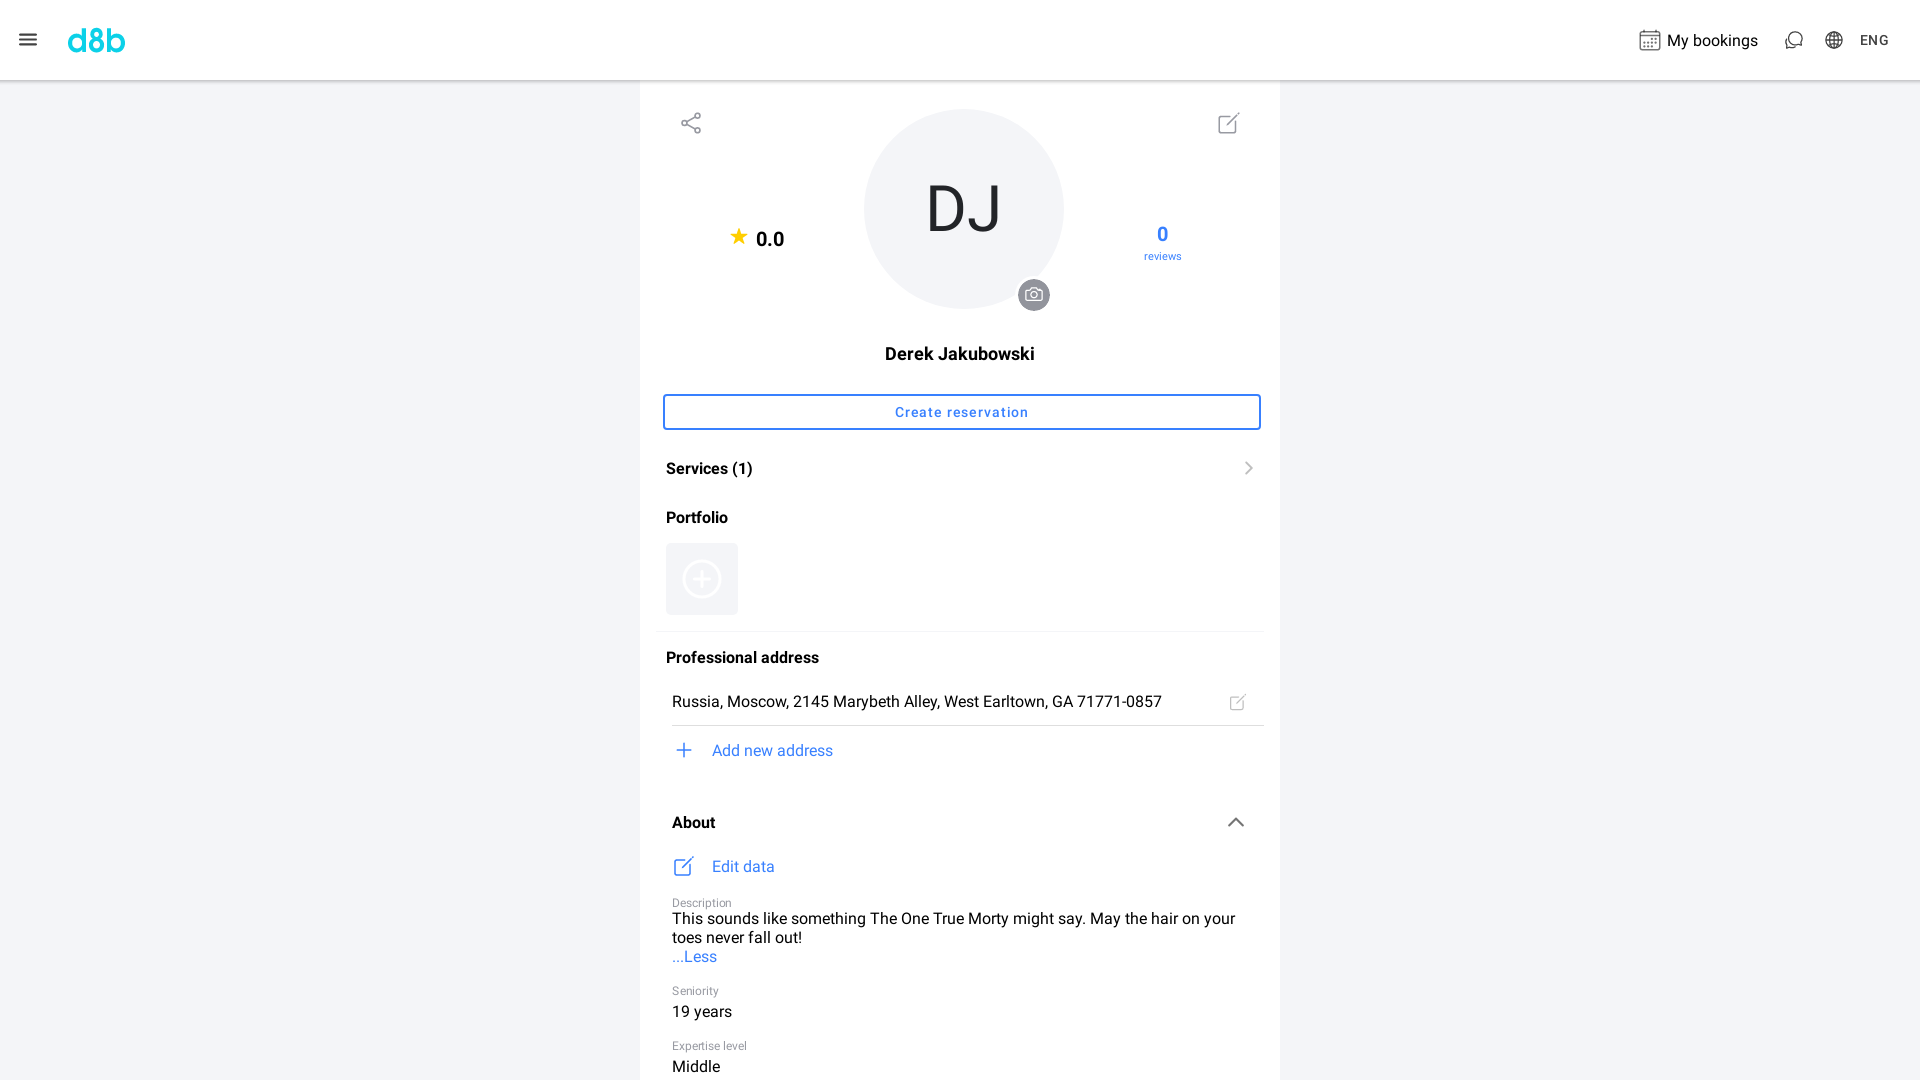 d8b
My bookings
ENG
DJ
0.0
0
reviews
Derek Jakubowski
Create reservation
Services (1)
Portfolio
Professional address
Russia, Moscow, 2145 Marybeth Alley, West Earltown, GA 71771-0857
Add new address
About
Edit data
Description
This sounds like something The One True Morty might say. May the hair on your
toes never fall out!
...Less
Seniority
19 years
Expertise level
Middle